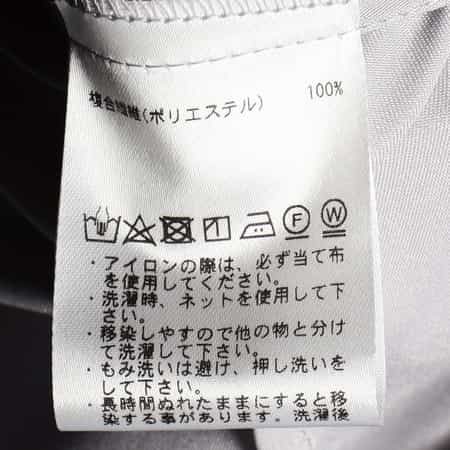 複合繊維(ポリエステル) 100%
F W
・アイロンの際は、必ず当て布
を使用してください。
・洗濯時、ネットを使用して下
さい。
・移染しやすので他の物と分け
て洗濯して下さい。
・もみ洗いは避け、押し洗いを
して下さい。
・長時間ぬれたままにすると移
染する事があります。洗濯後